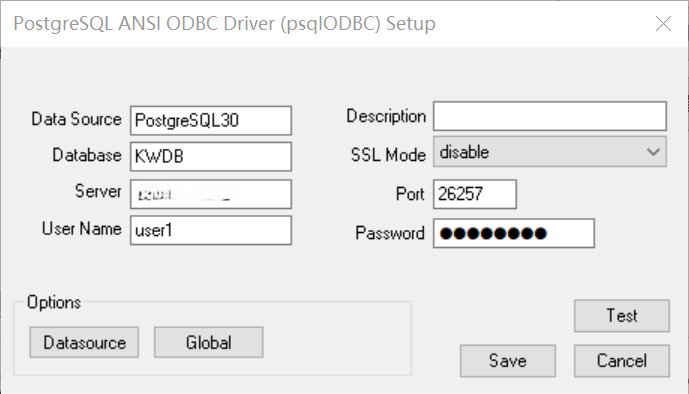 PostgreSQL ANSI ODBC Driver (psqlODBC) Setup
Data Source PostgreSQL30
Description
Database KWDB
SSL Mode disable
Server
Port 26257
User Name user1
Password ●●●●●●●●
Options
Datasource Global
Test
Save Cancel